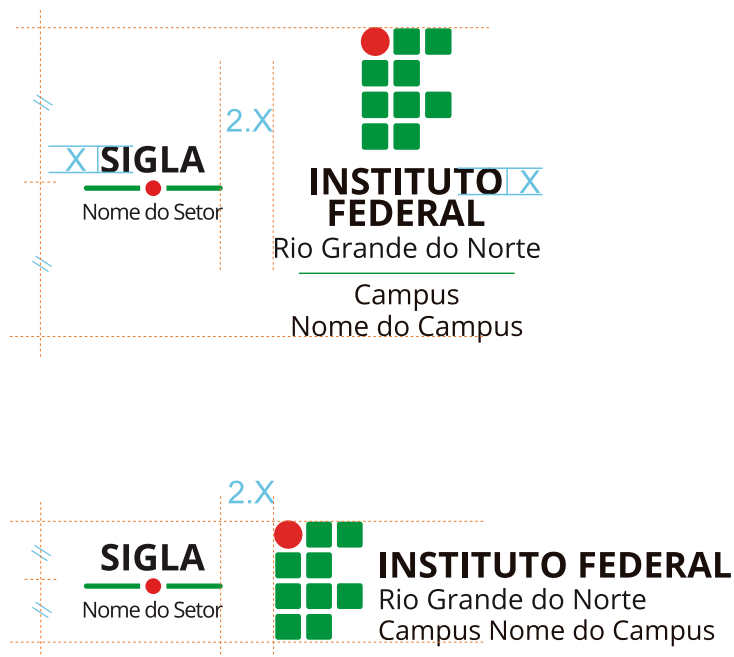 2.X
X
SIGLA
Nome do Setor
INSTITUTO
X
FEDERAL
Rio Grande do Norte
Campus
Nome do Campus
2.X
SIGLA
Nome do Setor
INSTITUTO FEDERAL
Rio Grande do Norte
Campus Nome do Campus